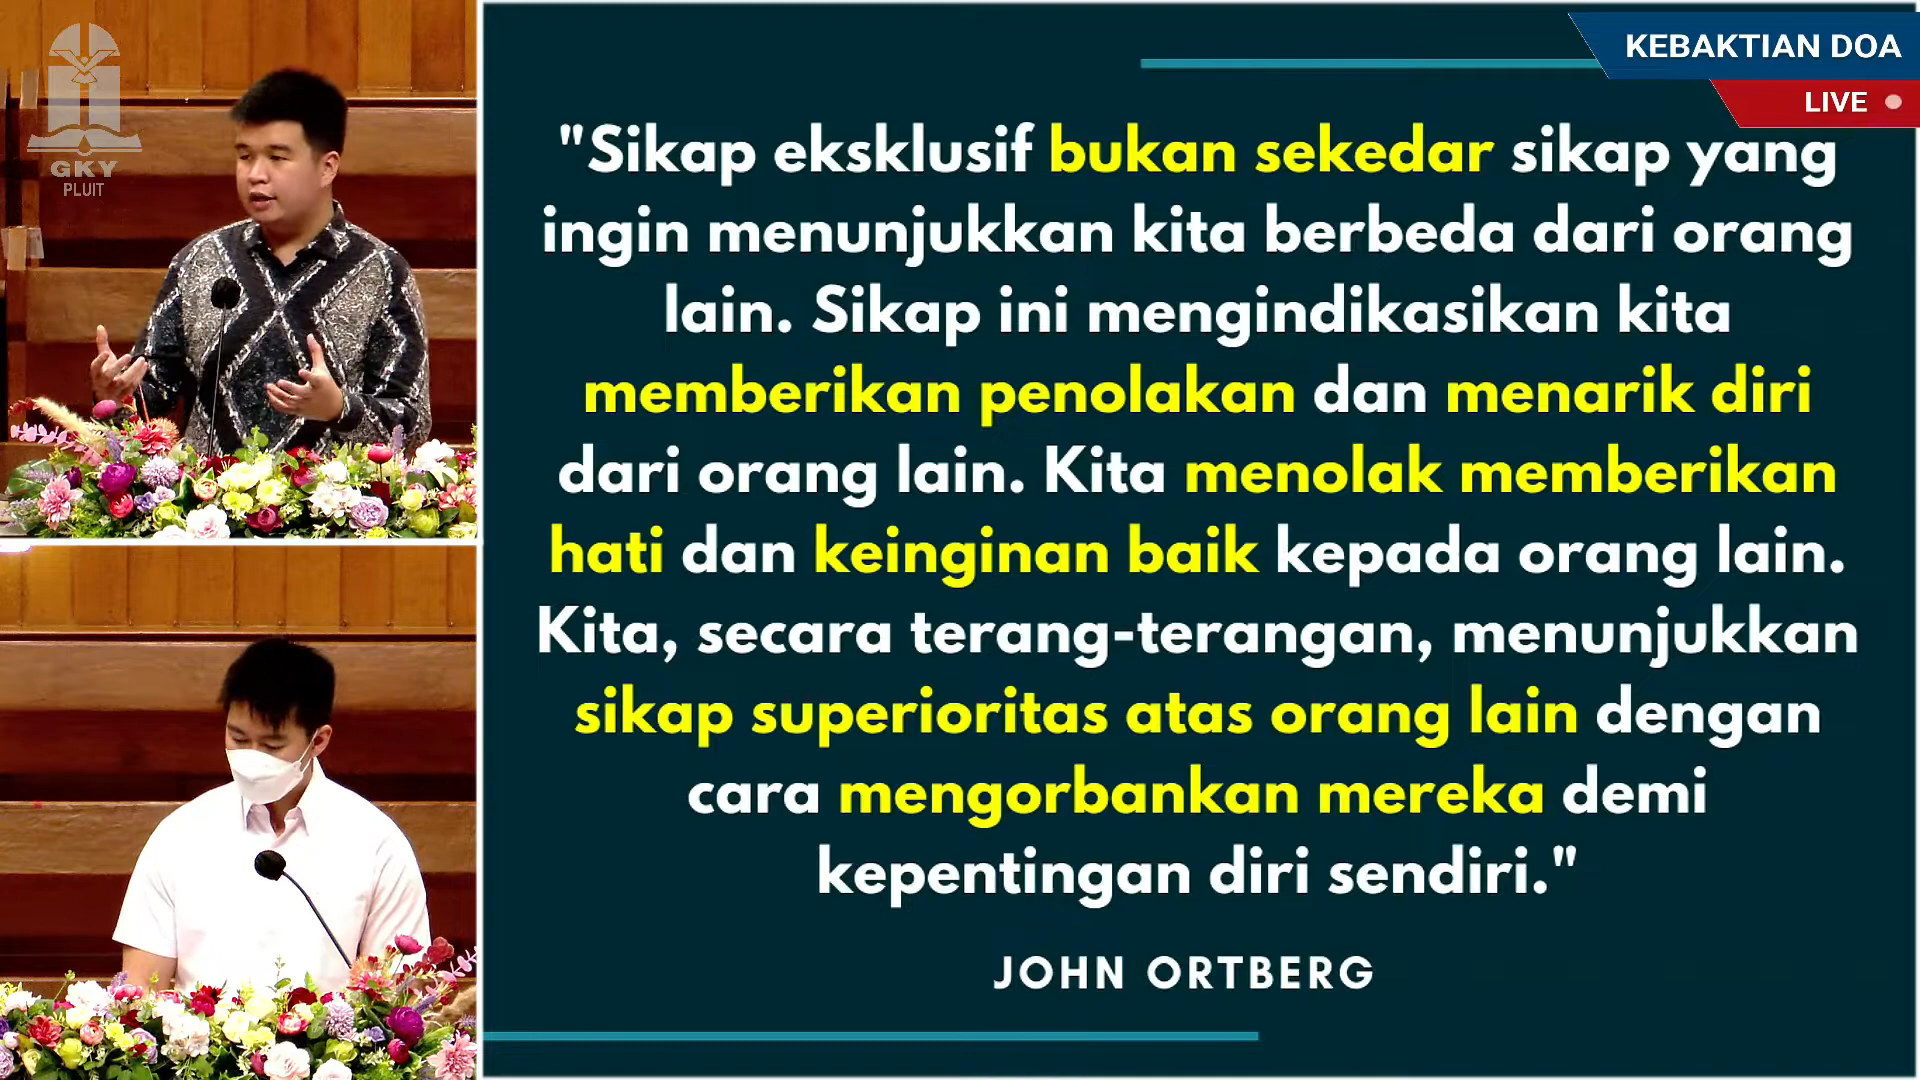 GKY
PLUIT
KEBAKTIAN DOA
LIVE
"Sikap eksklusif bukan sekedar sikap yang
ingin menunjukkan kita berbeda dari orang
lain. Sikap ini mengindikasikan kita
memberikan penolakan dan menarik diri
dari orang lain. Kita menolak memberikan
hati dan keinginan baik kepada orang lain.
Kita, secara terang-terangan, menunjukkan
sikap superioritas atas orang lain dengan
cara mengorbankan mereka demi
kepentingan diri sendiri."
JOHN ORTBERG